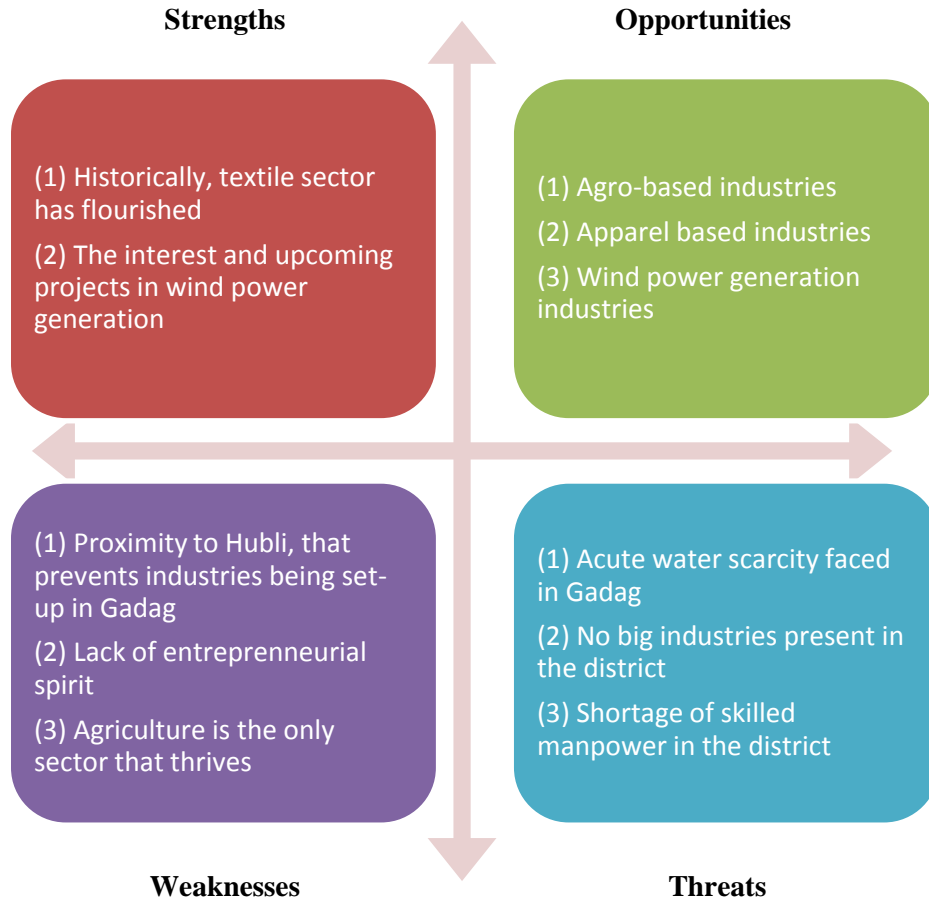 Strengths
Opportunities
(1) Historically, textile sector
has flourished
(2) The interest and upcoming
projects in wind power
generation
(1) Agro-based industries
(2) Apparel based industries
(3) Wind power generation
industries
(1) Proximity to Hubli, that
prevents industries being set-
up in Gadag
(2) Lack of entreprenneurial
spirit
(3) Agriculture is the only
sector that thrives
(1) Acute water scarcity faced
in Gadag
(2) No big industries present in
the district
(3) Shortage of skilled
manpower in the district
Weaknesses
Threats